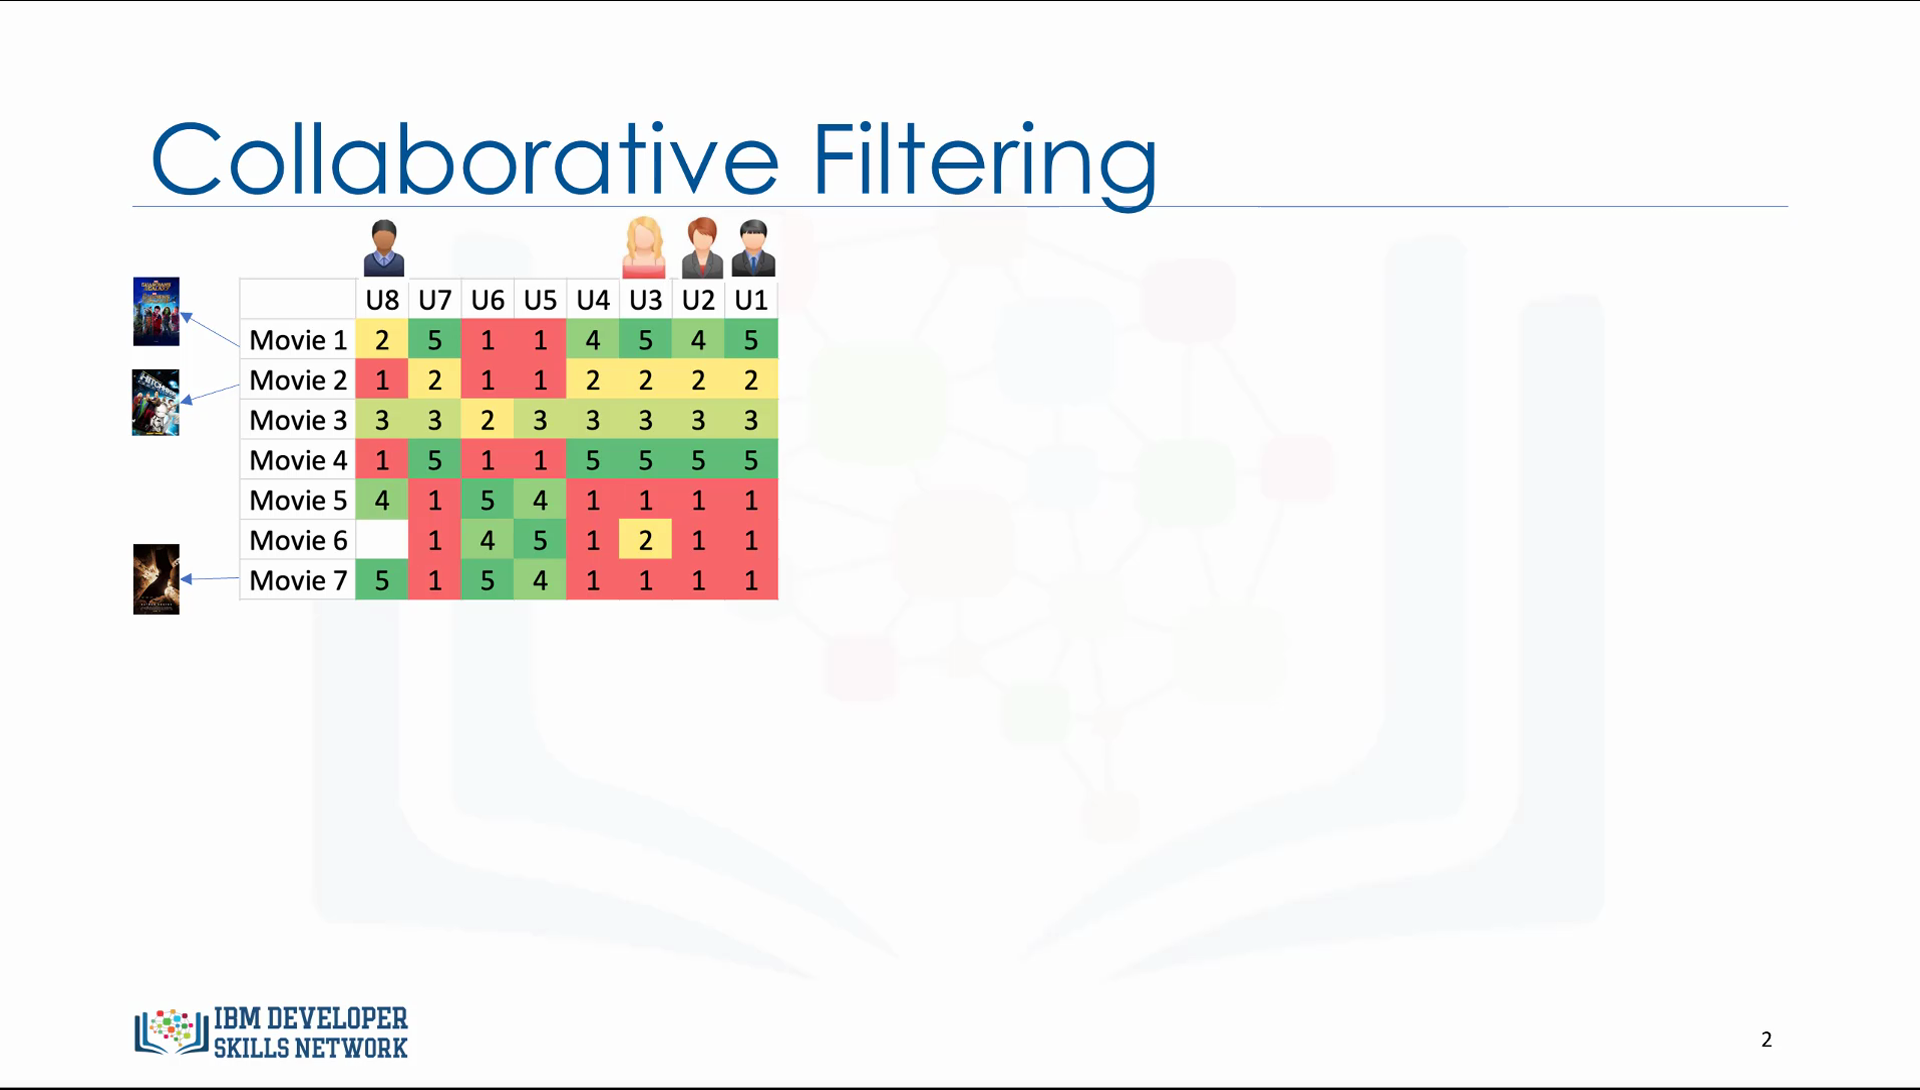 Collaborative Filtering
U8 U7 U6 U5 U4 U3 U2 U1
Movie 1 2 5 1 1 4 5 4 5
Movie 2 1 2 1 1 2 2 2 2
Movie 3 3 3 2 3 3 3 3 3
Movie 4 1 5 1 1 5 5 5 5
Movie 5 4 1 5 4 1 1 1 1
Movie 6 1 4 5 1 2 1 1
Movie 7 5 1 5 4 1 1 1 1
IBM DEVELOPER
SKILLS NETWORK
2